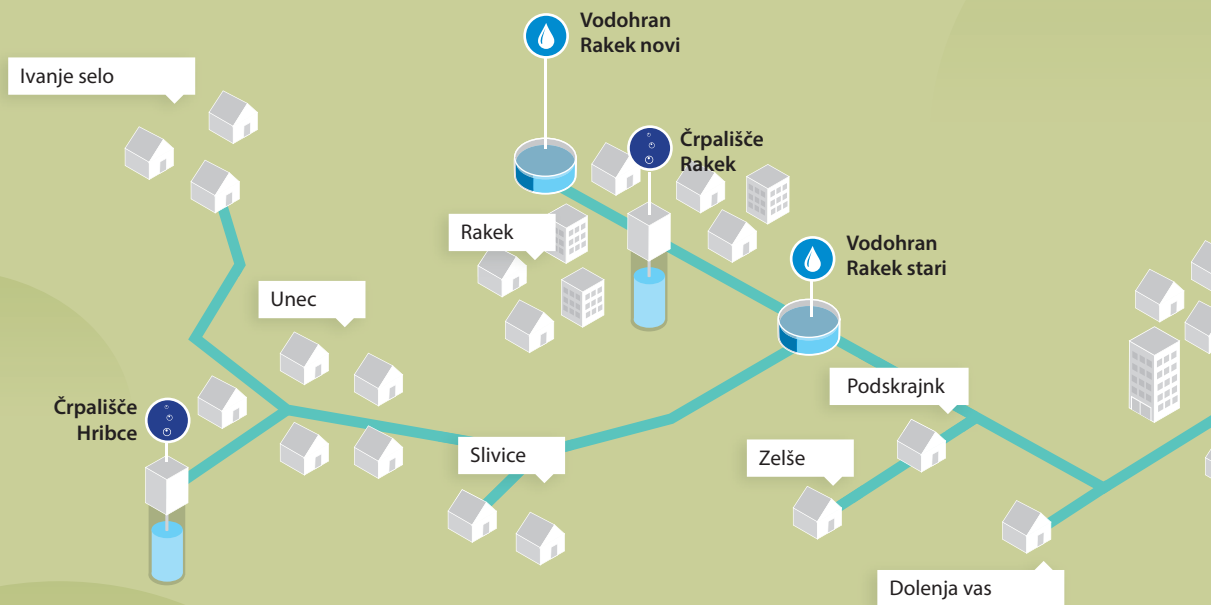 Vodohran
Rakek novi
Ivanje selo
Črpališče
Rakek
Rakek
Vodohran
Rakek stari
Unec
Podskrajnk
Črpališče
Hribce
Slivice
Zelše
Dolenja vas